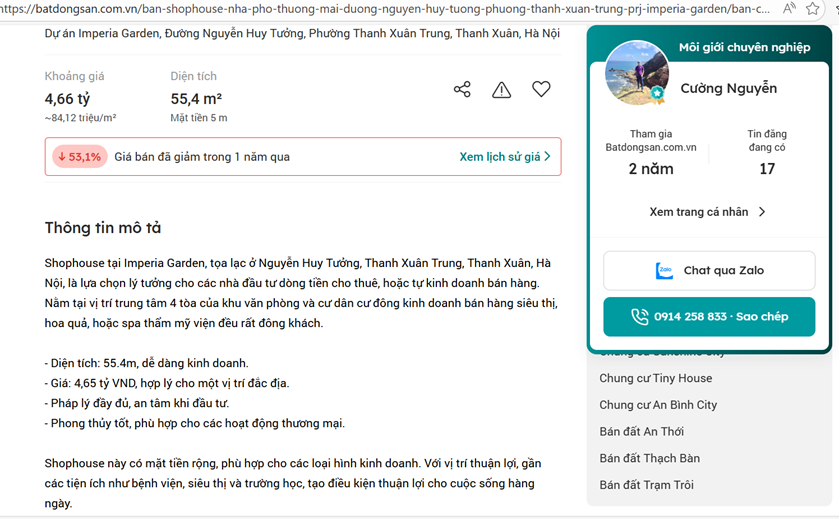 https://batdongsan.com.vn/ban-shophouse-nha-pho-thuong-mai-duong-nguyen-huy-tuong-phuong-thanh-xuan-trung-prj-imperia-garden/ban-c...
Dự án Imperia Garden, Đường Nguyễn Huy Tưởng, Phường Thanh Xuân Trung, Thanh Xuân, Hà Nội
Khoảng giá
Diện tích
4,66 tỷ
55,4 m²
~84,12 triệu/m²
Mặt tiền 5 m
53,1%
Giá bán đã giảm trong 1 năm qua
Xem lịch sử giá
Thông tin mô tả
Shophouse tại Imperia Garden, tọa lạc ở Nguyễn Huy Tưởng, Thanh Xuân Trung, Thanh Xuân, Hà
Nội, là lựa chọn lý tưởng cho các nhà đầu tư dòng tiền cho thuê, hoặc tự kinh doanh bán hàng.
Nằm tại vị trí trung tâm 4 tòa của khu văn phòng và cư dân cư đông kinh doanh bán hàng siêu thị,
hoa quả, hoặc spa thẩm mỹ viện đều rất đông khách.
- Diện tích: 55.4m, dễ dàng kinh doanh.
- Giá: 4,65 tỷ VND, hợp lý cho một vị trí đắc địa.
- Pháp lý đầy đủ, an tâm khi đầu tư.
- Phong thủy tốt, phù hợp cho các hoạt động thương mại.
Shophouse này có mặt tiền rộng, phù hợp cho các loại hình kinh doanh. Với vị trí thuận lợi, gần
các tiện ích như bệnh viện, siêu thị và trường học, tạo điều kiện thuận lợi cho cuộc sống hàng
ngày.
Môi giới chuyên nghiệp
Cường Nguyễn
Tham gia
Batdongsan.com.vn
2 năm
Tin đăng
đang có
17
Xem trang cá nhân
Zalo
Chat qua Zalo
0914 258 833 · Sao chép
Chung cư Sunshine City
Chung cư Tiny House
Chung cư An Bình City
Bán đất An Thới
Bán đất Thạch Bàn
Bán đất Trạm Trôi